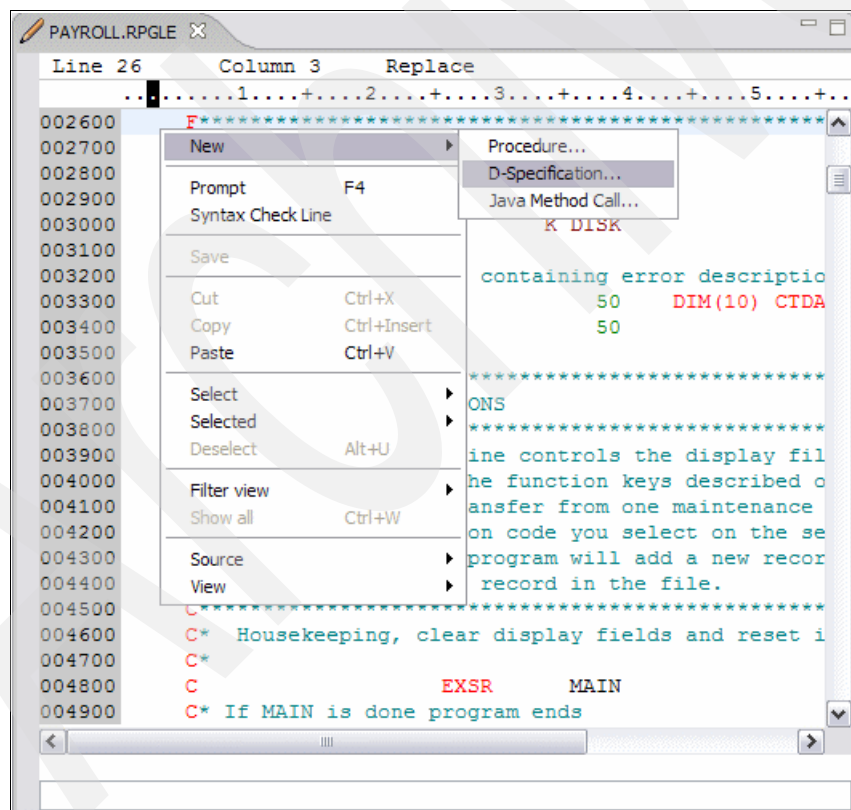 PAYROLL.RPGLE
Line 26 Column 3 Replace
.........1....+....2....+....3....+....4....+....5....+..
002600 F**************************************************
002700 New Procedure...
002800 D-Specification...
Prompt F4
002900 Java Method Call...
Syntax Check Line
003000 K DISK
003100 Save
003200 containing error descriptio
003300 Cut Ctrl+X 50 DIM(10) CTDA
003400 Copy Ctrl+Insert 50
003500 Paste Ctrl+V
003600 ****************************
003700 Select ONS
003800 Selected ****************************
003900 Deselect Alt+U ine controls the display fil
004000 Filter view he function keys described o
004100 Show all Ctrl+W ansfer from one maintenance
004200 on code you select on the se
004300 Source program will add a new recor
004400 View record in the file.
004500 C**************************************************
004600 C* Housekeeping, clear display fields and reset i
004700 C*
004800 C EXSR MAIN
004900 C* If MAIN is done program ends